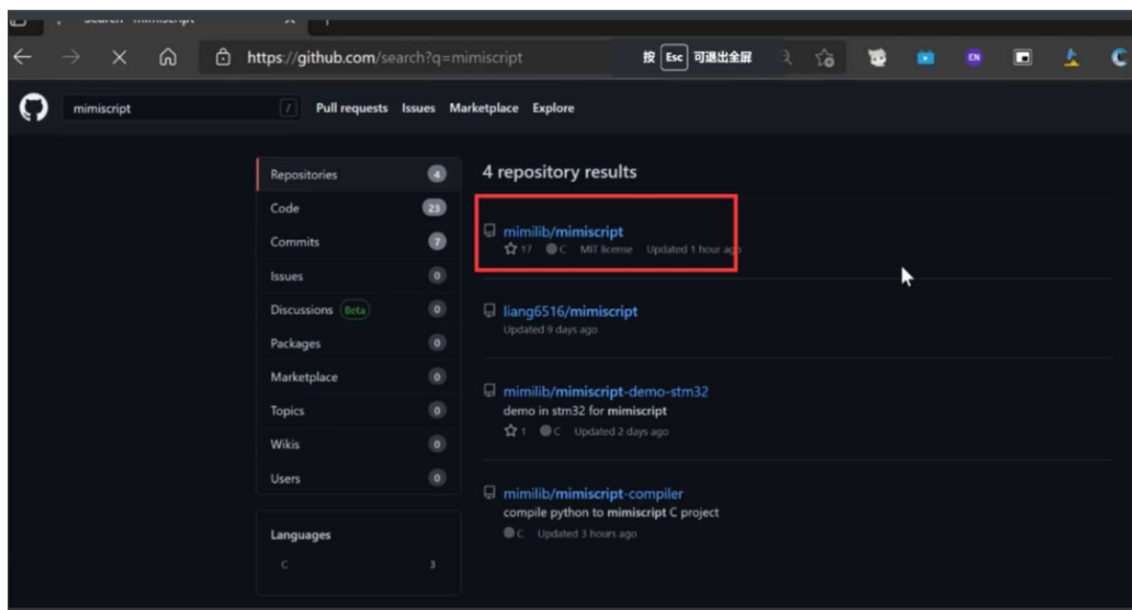 https://github.com/search?q=mimiscript
按 Esc 可退出全屏
EN
mimiscript /
Pull requests Issues Marketplace Explore
Repositories 4
Code 23
Commits 7
Issues 0
Discussions Beta 0
Packages 0
Marketplace 0
Topics 0
Wikis 0
Users 0
Languages
C 3
4 repository results
mimilib/mimiscript
17 C MIT license Updated 1 hour ago
liang6516/mimiscript
Updated 9 days ago
mimilib/mimiscript-demo-stm32
demo in stm32 for mimiscript
1 C Updated 2 days ago
mimilib/mimiscript-compiler
compile python to mimiscript C project
C Updated 3 hours ago